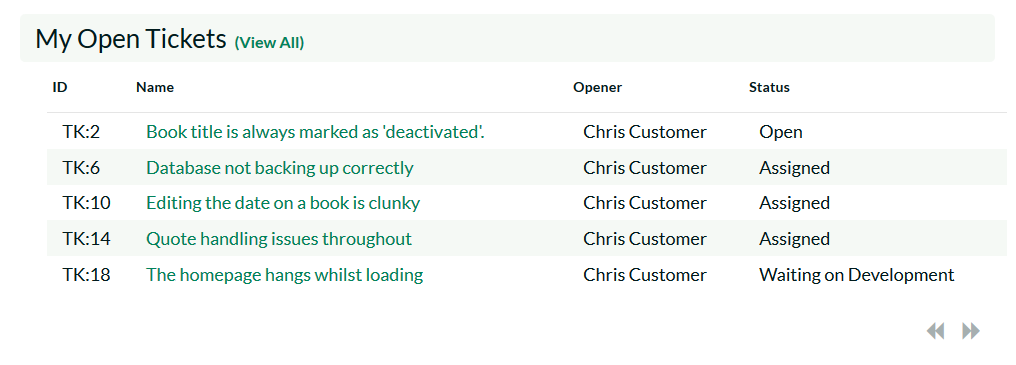 My Open Tickets (View All)
ID Name Opener Status
TK:2 Book title is always marked as 'deactivated'. Chris Customer Open
TK:6 Database not backing up correctly Chris Customer Assigned
TK:10 Editing the date on a book is clunky Chris Customer Assigned
TK:14 Quote handling issues throughout Chris Customer Assigned
TK:18 The homepage hangs whilst loading Chris Customer Waiting on Development